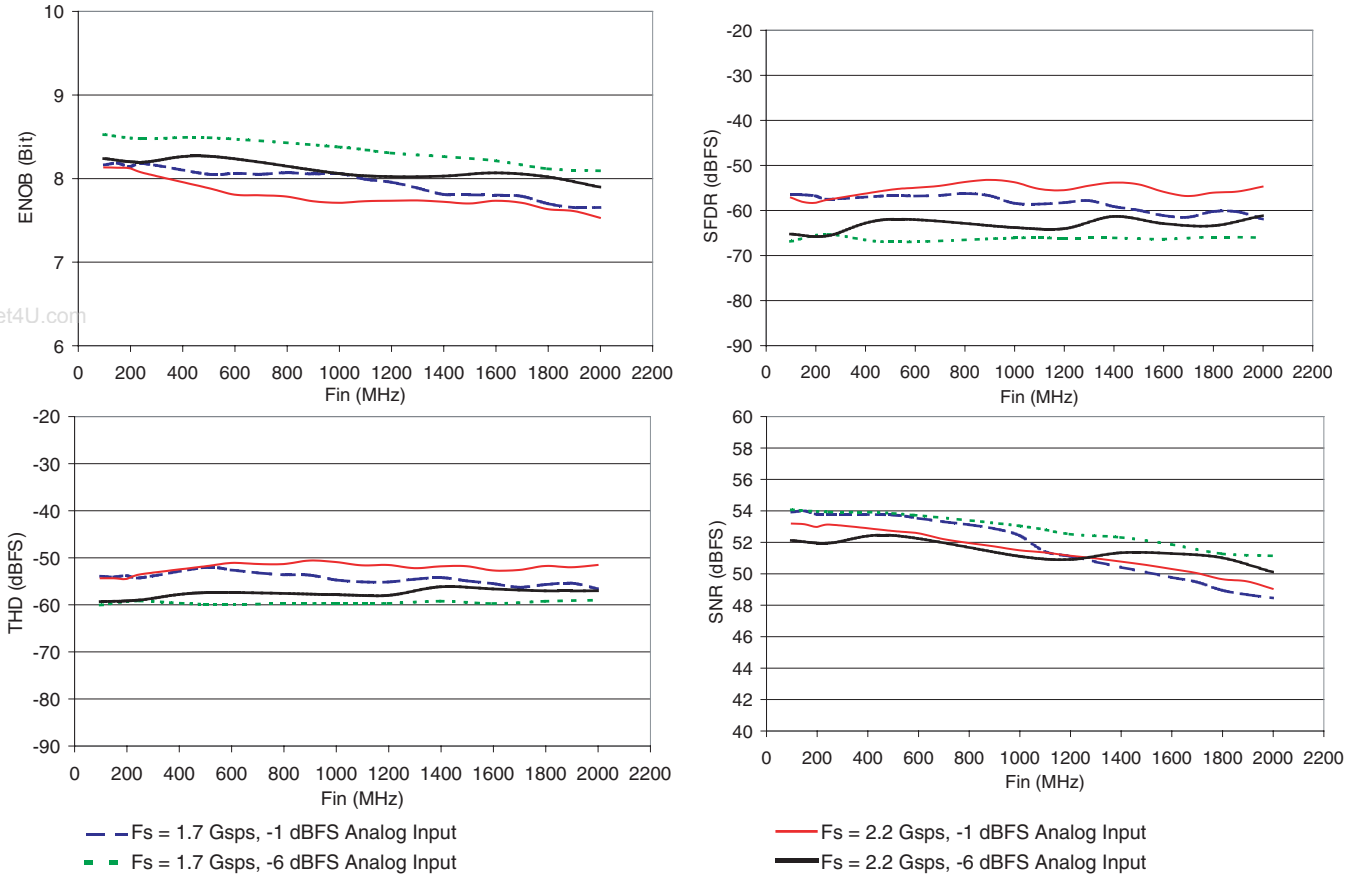 10
9
8
7
6
ENOB (Bit)
0 200 400 600 800 1000 1200 1400 1600 1800 2000 2200
Fin (MHz)
et4U.com
-20
-30
-40
-50
-60
-70
-80
-90
SFDR (dBFS)
0 200 400 600 800 1000 1200 1400 1600 1800 2000 2200
Fin (MHz)
-20
-30
-40
-50
-60
-70
-80
-90
THD (dBFS)
0 200 400 600 800 1000 1200 1400 1600 1800 2000 2200
Fin (MHz)
60
58
56
54
52
50
48
46
44
42
40
SNR (dBFS)
0 200 400 600 800 1000 1200 1400 1600 1800 2000 2200
Fin (MHz)
Fs = 1.7 Gsps, -1 dBFS Analog Input
Fs = 1.7 Gsps, -6 dBFS Analog Input
Fs = 2.2 Gsps, -1 dBFS Analog Input
Fs = 2.2 Gsps, -6 dBFS Analog Input